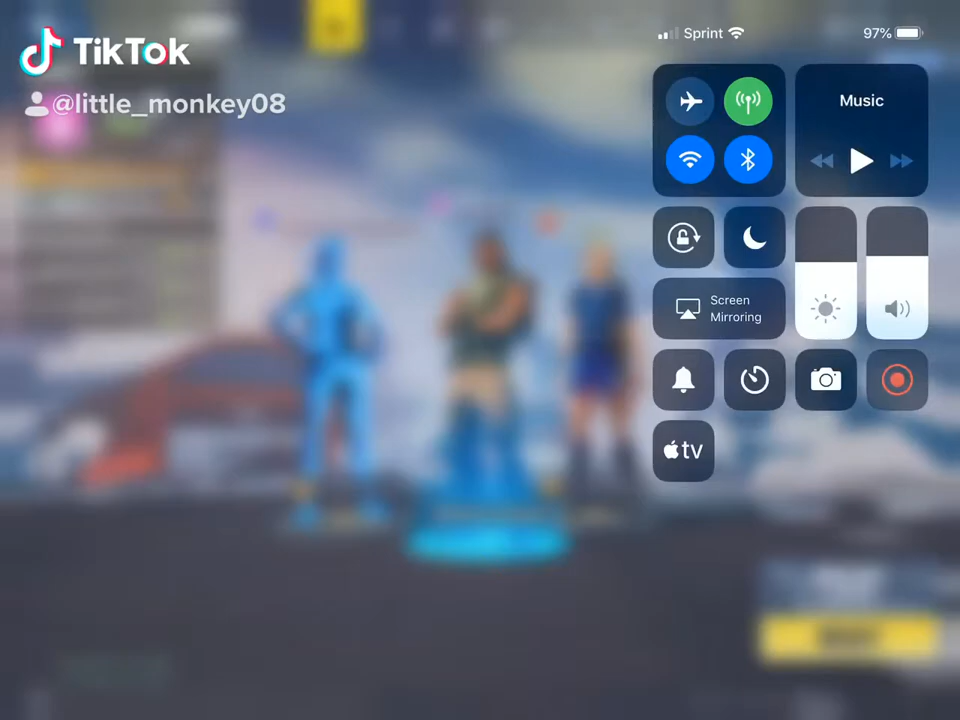 TikTok
@little_monkey08
Sprint
97%
Music
Screen
Mirroring
tv